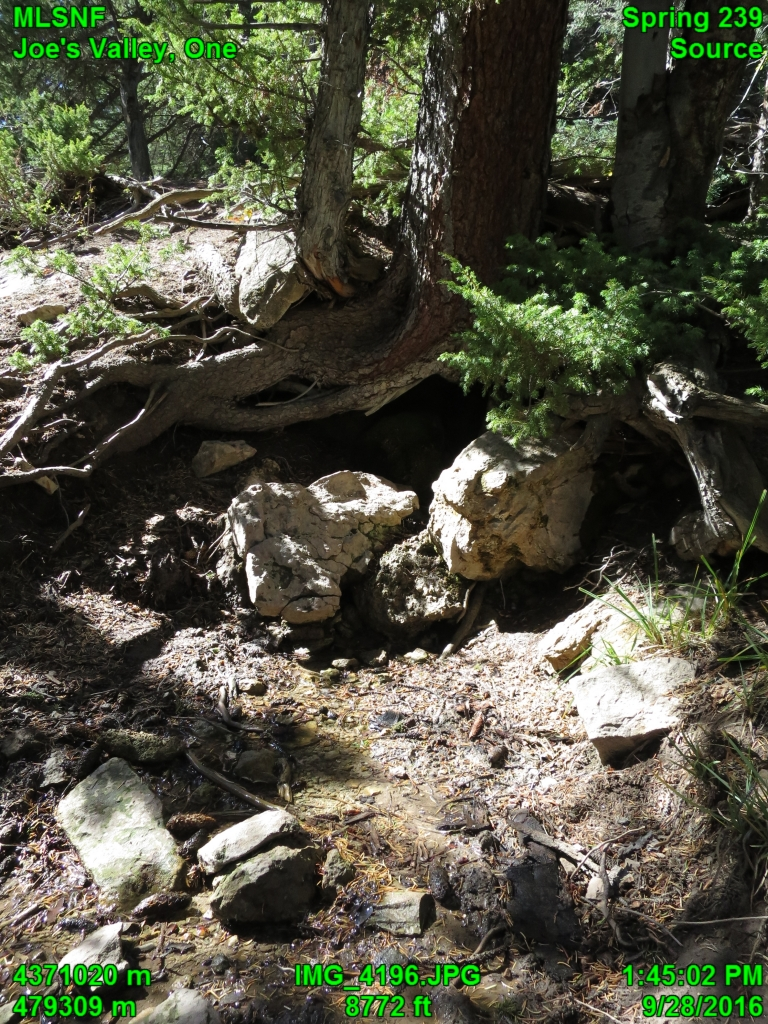 MLSNF
Joe's Valley, One
Spring 239
Source
4371020 m
479309 m
IMG_4196.JPG
8772 ft
1:45:02 PM
9/28/2016